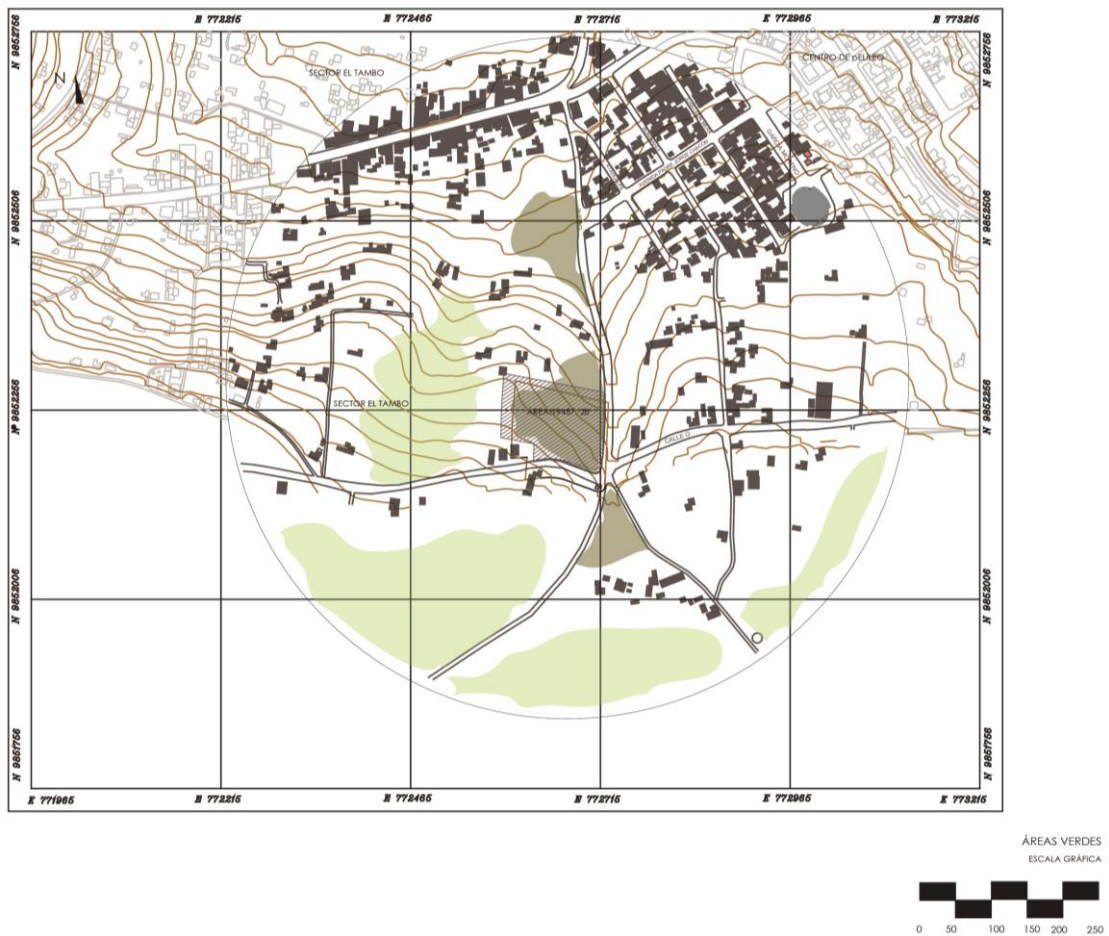 E 772215 E 772465 E 772715 E 772965 E 773215
N 9852756 N 9852756
N
SECTOR EL TAMBO
CENTRO DE pELILEO
N 9852506 N 9852506
N 9852256 N 9852256
SECTOR EL TAMBO
CALLE O
N 9852006 N 9852006
N 9851756 N 9851756
E 771965 E 772215 E 772465 E 772715 E 772965 E 773215
ÁREAS VERDES
ESCALA GRÁFICA
0 50 100 150 200 250